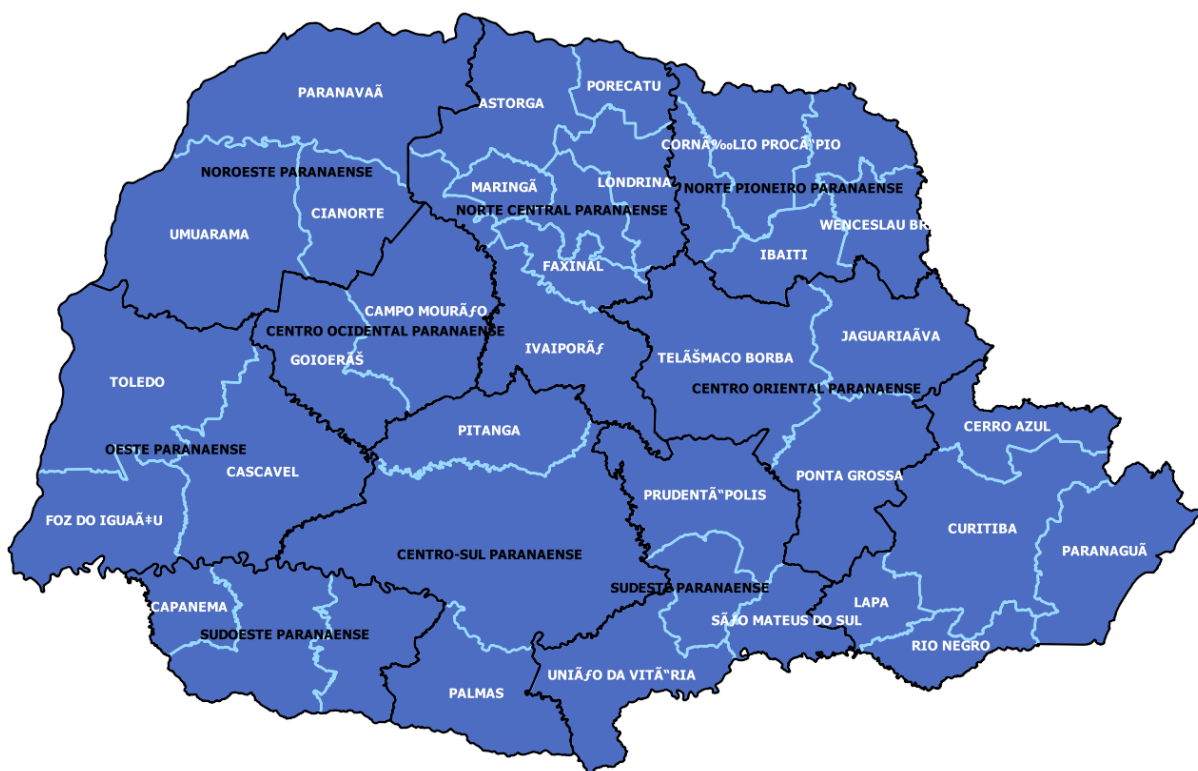 PORECATU
PARANAVAÃ
ASTORGA
CORNÃ‰LIO PROCÃ“PIO
NOROESTE PARANAENSE
LONDRINA
MARINGÃ
NORTE PIONEIRO PARANAENSE
NORTE CENTRAL PARANAENSE
CIANORTE
WENCESLAU BR
UMUARAMA
IBAITI
FAXINAL
CAMPO MOURÃƒO
CENTRO OCIDENTAL PARANAENSE
JAGUARIAÃVA
IVAIPORÃƒ
TELÃŠMACO BORBA
GOIOERÃŠ
TOLEDO
CENTRO ORIENTAL PARANAENSE
CERRO AZUL
PITANGA
OESTE PARANAENSE
CASCAVEL
PONTA GROSSA
PRUDENTÃ“POLIS
FOZ DO IGUAÃ‡U
CURITIBA
CENTRO-SUL PARANAENSE
PARANAGUÃ
SUDESTE PARANAENSE
LAPA
CAPANEMA
SÃƒO MATEUS DO SUL
SUDOESTE PARANAENSE
RIO NEGRO
UNIÃƒO DA VITÃ“RIA
PALMAS